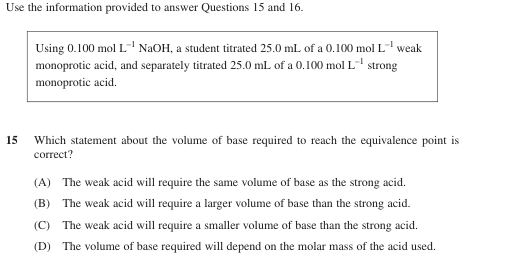 Use the information provided to answer Questions 15 and 16.
Using 0.100 mol L⁻¹ NaOH, a student titrated 25.0 mL of a 0.100 mol L⁻¹ weak
monoprotic acid, and separately titrated 25.0 mL of a 0.100 mol L⁻¹ strong
monoprotic acid.
15 Which statement about the volume of base required to reach the equivalence point is
correct?
(A) The weak acid will require the same volume of base as the strong acid.
(B) The weak acid will require a larger volume of base than the strong acid.
(C) The weak acid will require a smaller volume of base than the strong acid.
(D) The volume of base required will depend on the molar mass of the acid used.